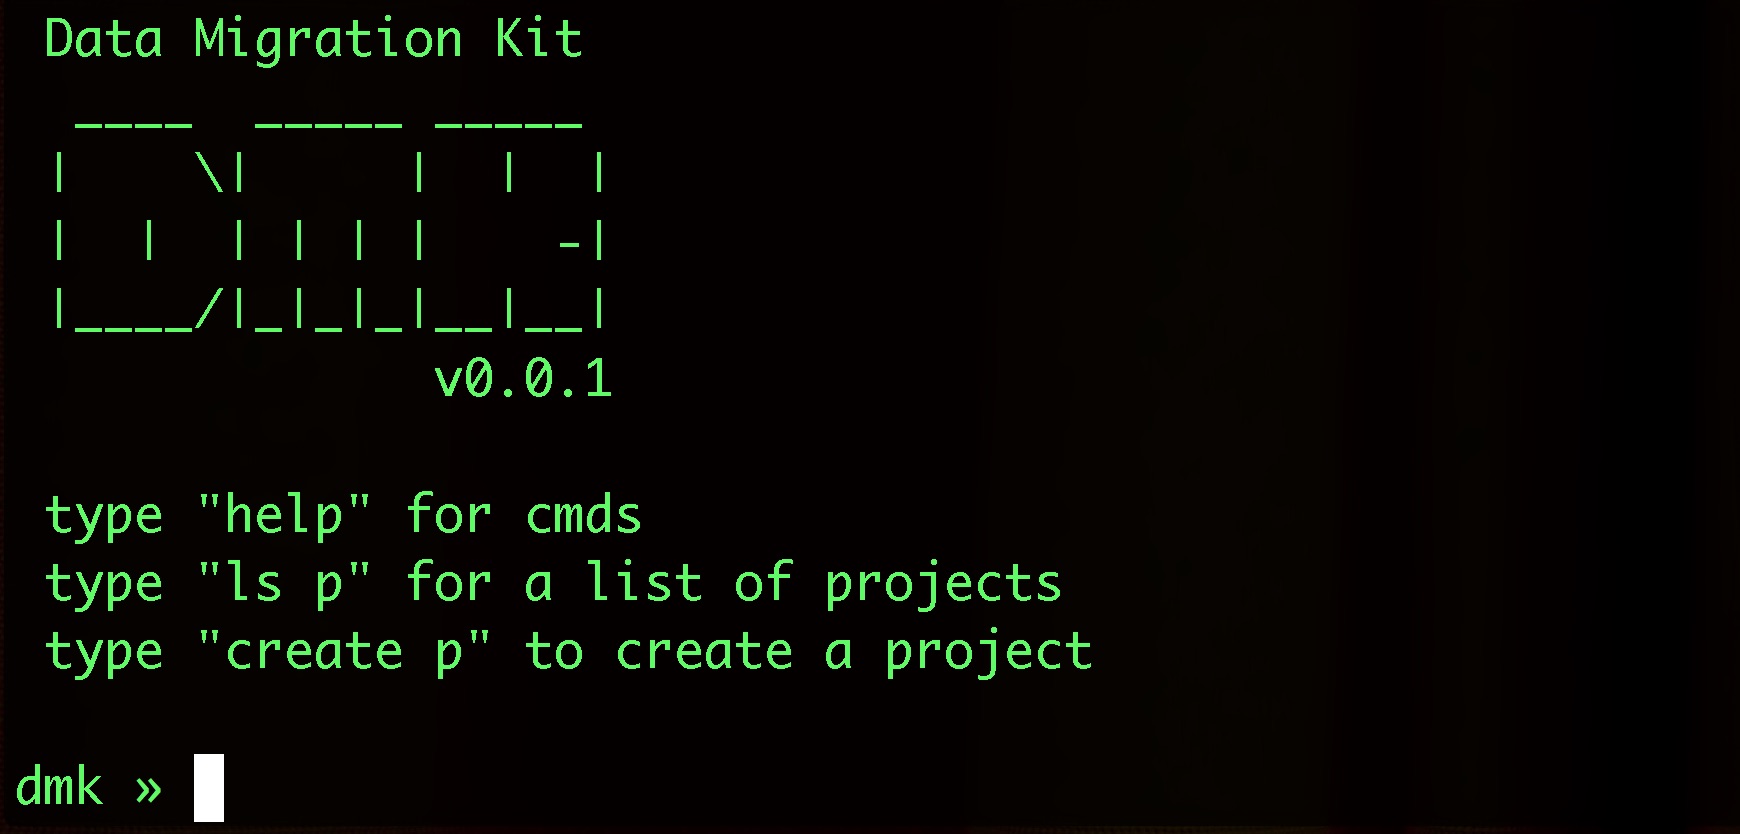 Data Migration Kit
  ____  _____ _____
 |    \|     |  |  |
 |  |  | | | |    -|
 |____/|_|_|_|__|__|
             v0.0.1
type "help" for cmds
type "ls p" for a list of projects
type "create p" to create a project
dmk »